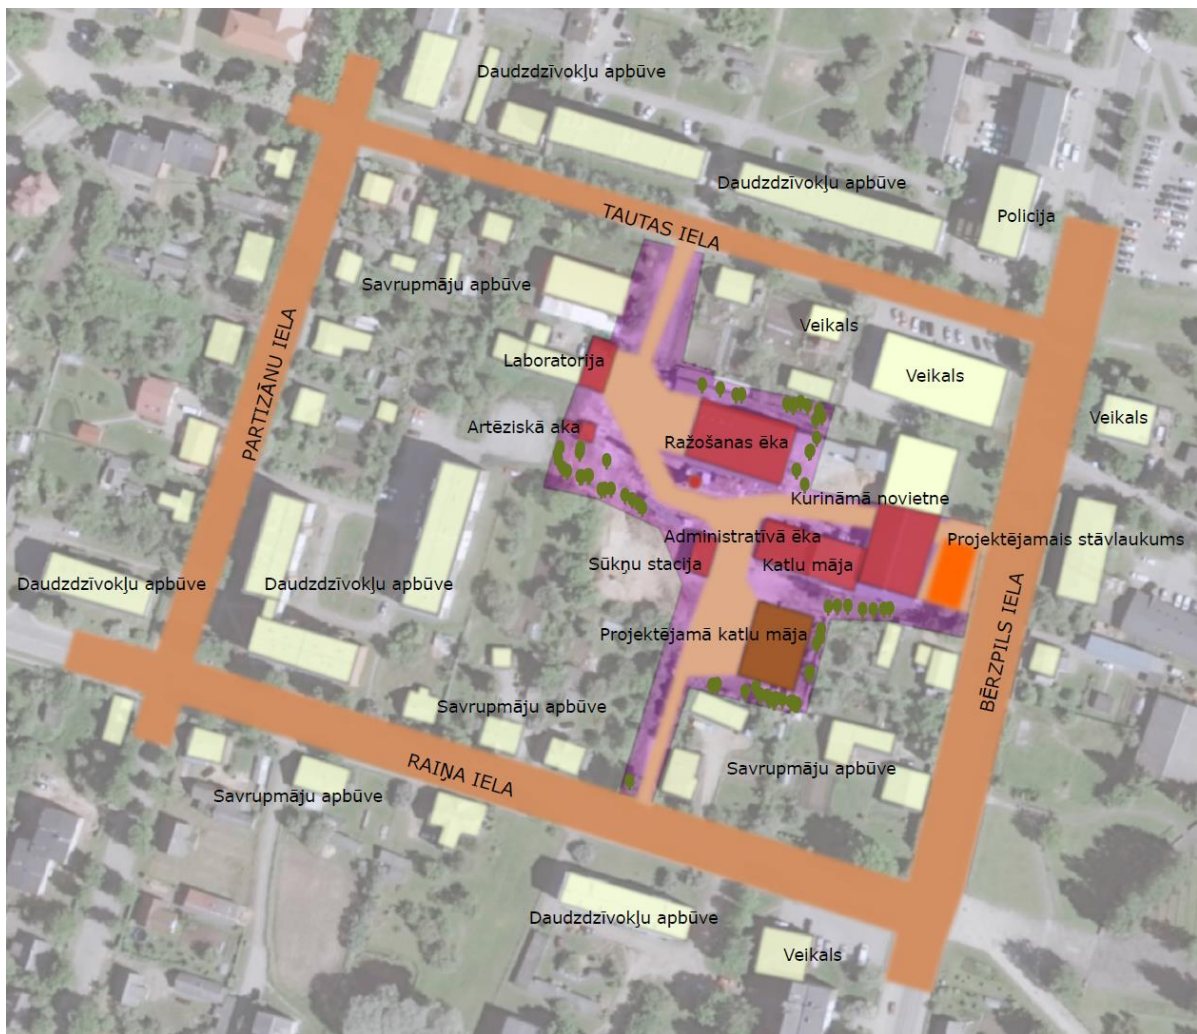 Daudzdzīvokļu apbūve
Daudzdzīvokļu apbūve
TAUTAS IELA
Policija
Savrupmāju apbūve
Veikals
PARTIZĀNU IELA
Laboratorija
Veikals
Veikals
Artēziskā aka
Ražošanas ēka
Kurināmā novietne
Administratīvā ēka
Projektējamais stāvlaukums
Sūkņu stacija
Katlu māja
Daudzdzīvokļu apbūve
Daudzdzīvokļu apbūve
Projektējamā katlu māja
BĒRZPILS IELA
Savrupmāju apbūve
RAIŅA IELA
Savrupmāju apbūve
Savrupmāju apbūve
Daudzdzīvokļu apbūve
Veikals